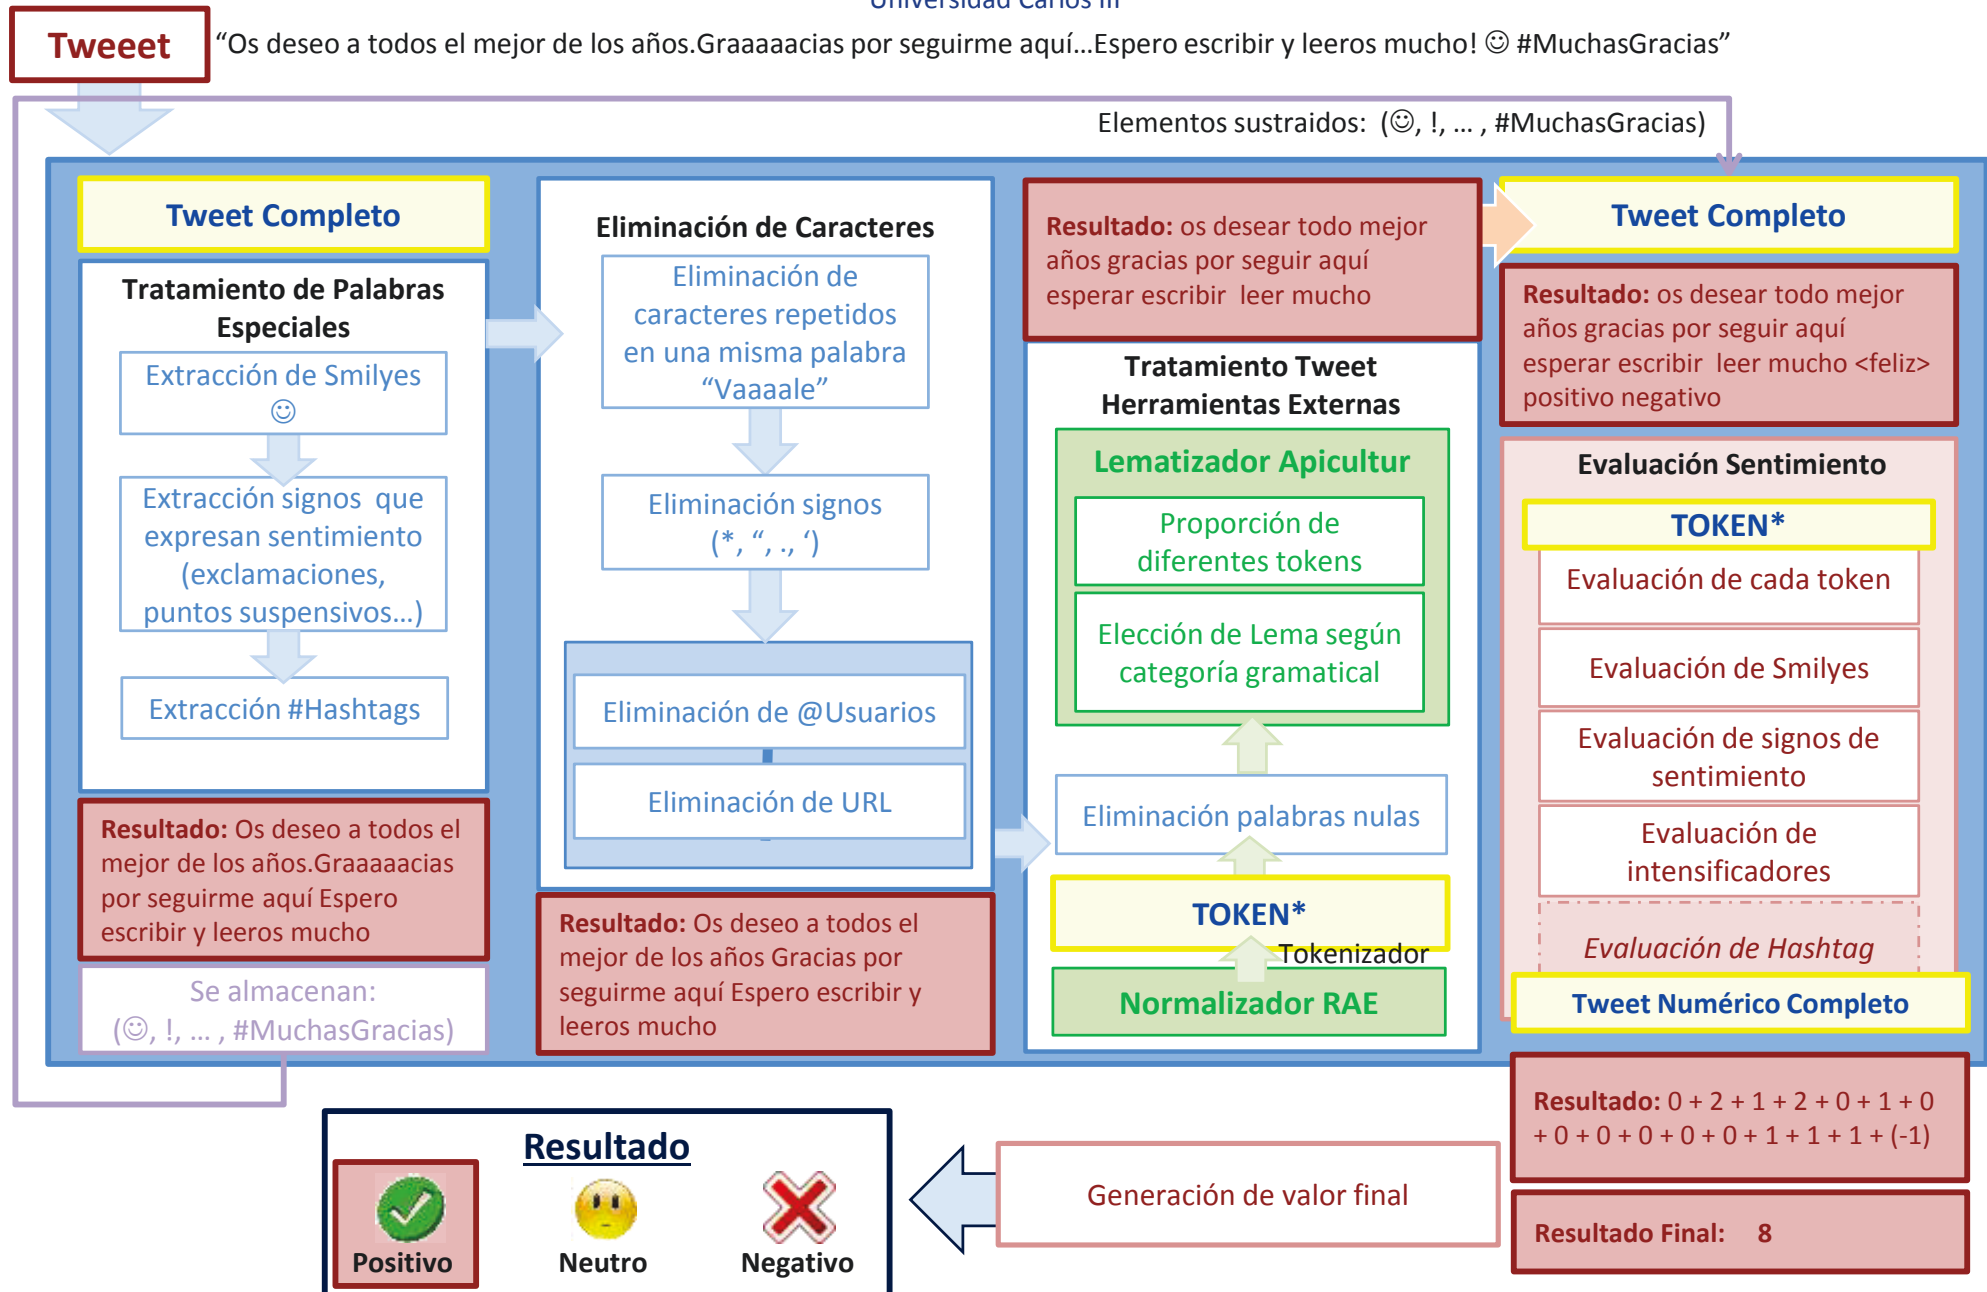 Universidad Carlos III
Tweeet
“Os deseo a todos el mejor de los años.Graaaaacias por seguirme aquí...Espero escribir y leeros mucho! ☺ #MuchasGracias”
Elementos sustraidos: (☺, !, ... , #MuchasGracias)
Tweet Completo
Tratamiento de Palabras
Especiales
Extracción de Smilyes
☺
Extracción signos que
expresan sentimiento
(exclamaciones,
puntos suspensivos...)
Extracción #Hashtags
Resultado: Os deseo a todos el
mejor de los años.Graaaaacias
por seguirme aquí Espero
escribir y leeros mucho
Se almacenan:
(☺, !, ... , #MuchasGracias)
Eliminación de Caracteres
Eliminación de
caracteres repetidos
en una misma palabra
“Vaaaale”
Eliminación signos
(*, “, ., ‘)
Eliminación de @Usuarios
Eliminación de URL
Resultado: Os deseo a todos el
mejor de los años Gracias por
seguirme aquí Espero escribir y
leeros mucho
Resultado: os desear todo mejor
años gracias por seguir aquí
esperar escribir leer mucho
Tratamiento Tweet
Herramientas Externas
Lematizador Apicultur
Proporción de
diferentes tokens
Elección de Lema según
categoría gramatical
Eliminación palabras nulas
TOKEN*
Tokenizador
Normalizador RAE
Tweet Completo
Resultado: os desear todo mejor
años gracias por seguir aquí
esperar escribir leer mucho <feliz>
positivo negativo
Evaluación Sentimiento
TOKEN*
Evaluación de cada token
Evaluación de Smilyes
Evaluación de signos de
sentimiento
Evaluación de
intensificadores
Evaluación de Hashtag
Tweet Numérico Completo
Resultado: 0 + 2 + 1 + 2 + 0 + 1 + 0
+ 0 + 0 + 0 + 0 + 0 + 1 + 1 + 1 + (-1)
Resultado Final: 8
Generación de valor final
Resultado
Positivo
Neutro
Negativo